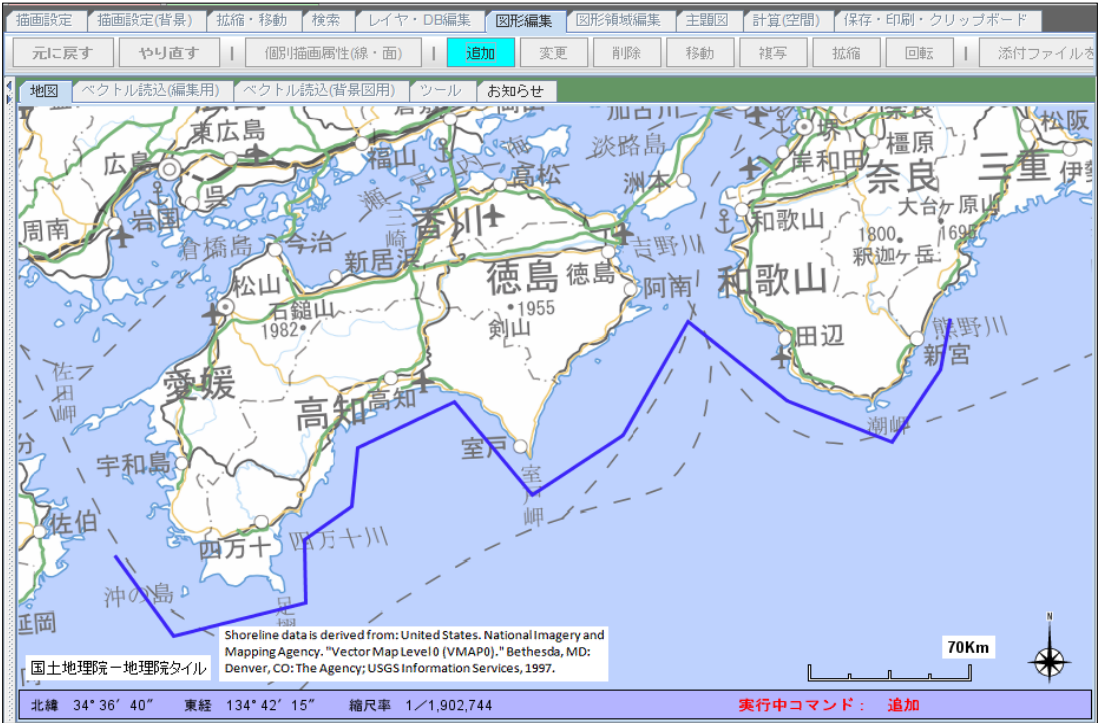 描画設定 描画設定(背景) 拡縮・移動 検索 レイヤ・DB編集 図形編集 図形領域編集 主題図 計算(空間) 保存・印刷・クリップボード
元に戻す やり直す | 個別描画属性(線・面) | 追加 変更 削除 移動 複写 拡縮 回転 | 添付ファイルを
地図 ベクトル読込(編集用) ベクトル読込(背景図用) ツール お知らせ
加古川 奈良
東広島 堺 松阪
広島 福山 淡路島 岸和田 橿原 三重
高松 洲本 奈良 伊勢
呉 瀬戸内海 大台ヶ原山
周南 岩国 三崎 香川 和歌山 1800 1695
倉橋島 今治 吉野川 釈迦ヶ岳
新居浜 徳島 徳島 阿南 和歌山
松山 石鎚山 1955
1982 剣山 田辺 熊野川
佐田岬 新宮
愛媛 高知 高知 潮岬
宇和島 室戸
室戸岬
佐伯
四万十 四万十川
沖の島
延岡
Shoreline data is derived from: United States. National Imagery and
Mapping Agency. "Vector Map Level 0 (VMAP0)." Bethesda, MD:
Denver, CO: The Agency; USGS Information Services, 1997.
国土地理院－地理院タイル
N
70Km
北緯 34°36′40″ 東経 134°42′15″ 縮尺率 1／1,902,744 実行中コマンド： 追加